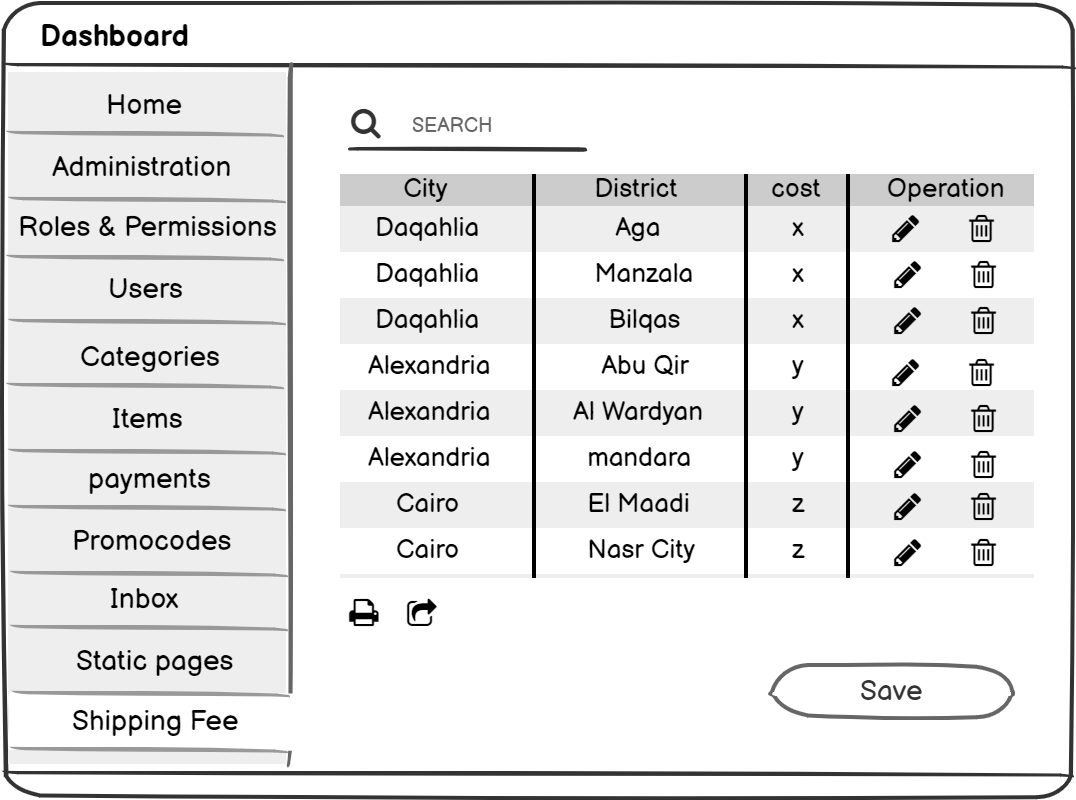 Dashboard
Home
Administration
Roles & Permissions
Users
Categories
Items
payments
Promocodes
Inbox
Static pages
Shipping Fee
SEARCH
City District cost Operation
Daqahlia Aga x
Daqahlia Manzala x
Daqahlia Bilqas x
Alexandria Abu Qir y
Alexandria Al Wardyan y
Alexandria mandara y
Cairo El Maadi z
Cairo Nasr City z
Save